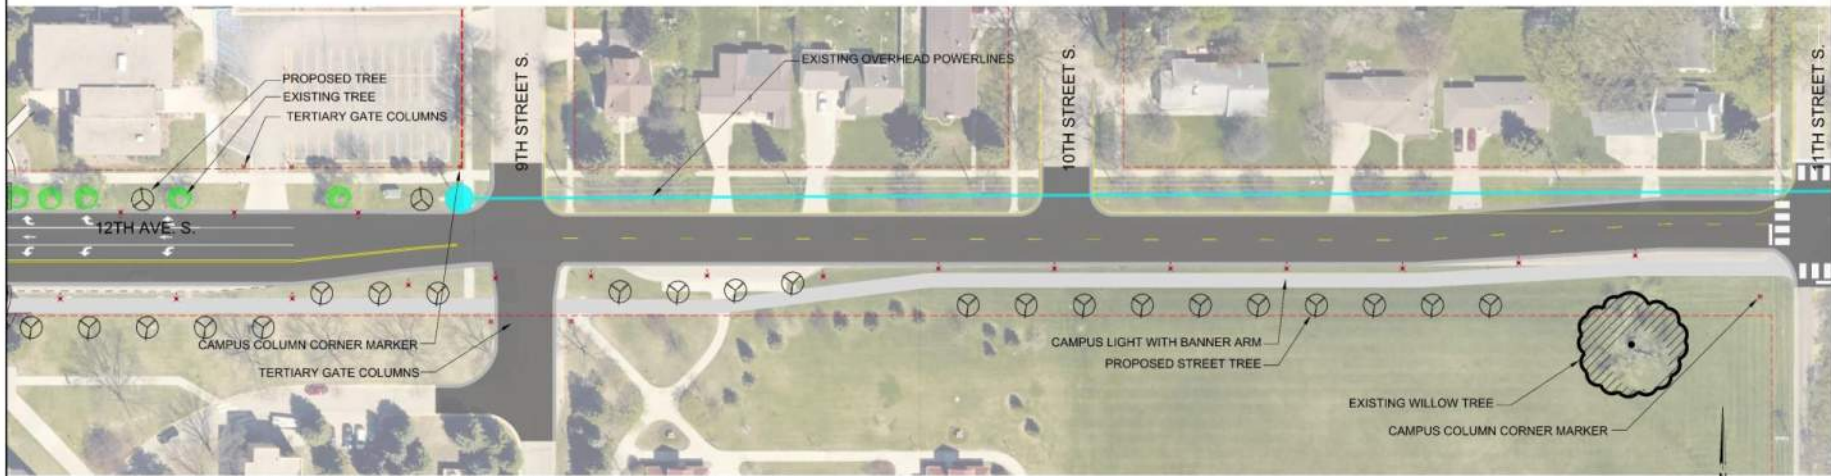 9TH STREET S.
10TH STREET S.
11TH STREET S.
EXISTING OVERHEAD POWERLINES
PROPOSED TREE
EXISTING TREE
TERTIARY GATE COLUMNS
12TH AVE. S.
CAMPUS COLUMN CORNER MARKER
TERTIARY GATE COLUMNS
CAMPUS LIGHT WITH BANNER ARM
PROPOSED STREET TREE
EXISTING WILLOW TREE
CAMPUS COLUMN CORNER MARKER